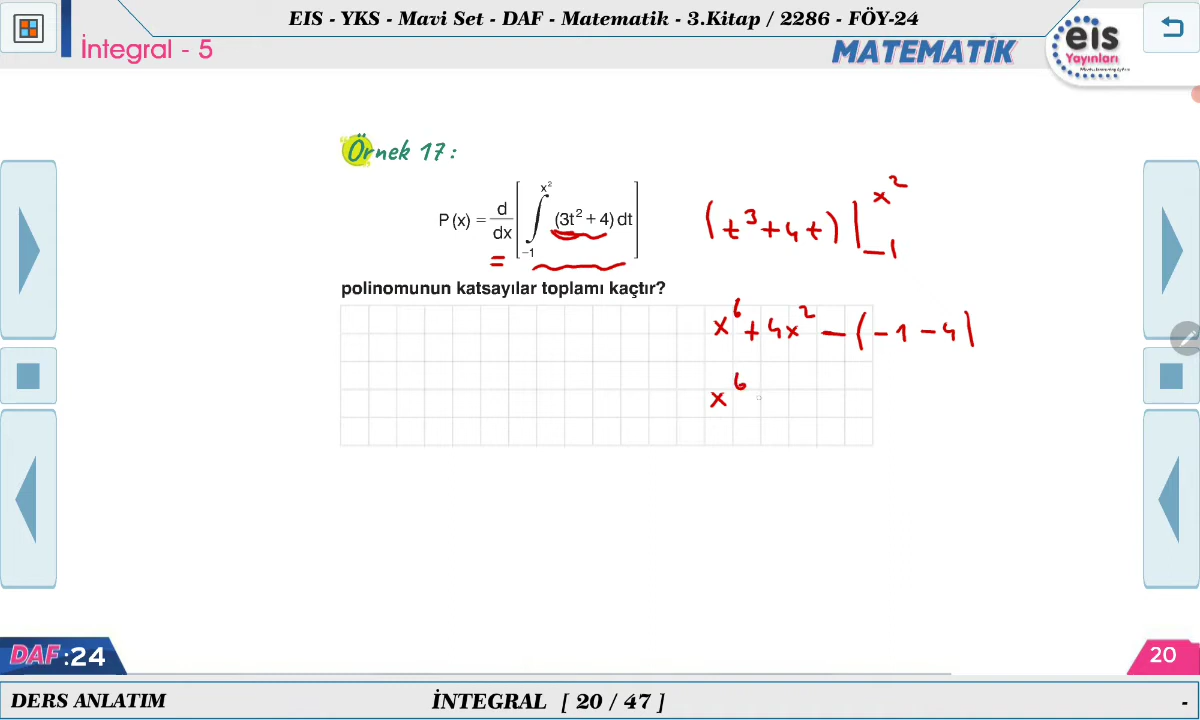 EIS - YKS - Mavi Set - DAF - Matematik - 3.Kitap / 2286 - FÖY-24
İntegral - 5
MATEMATİK
eis
Yayınları
Örnek 17:
P(x) = d/dx [ ∫_{-1}^{x²} (3t² + 4) dt ]
(t³+4t)|_{-1}^{x²}
=
polinomunun katsayılar toplamı kaçtır?
x⁶+4x²-(-1-4)
x⁶
DAF:24
20
DERS ANLATIM
İNTEGRAL [ 20 / 47 ]
-